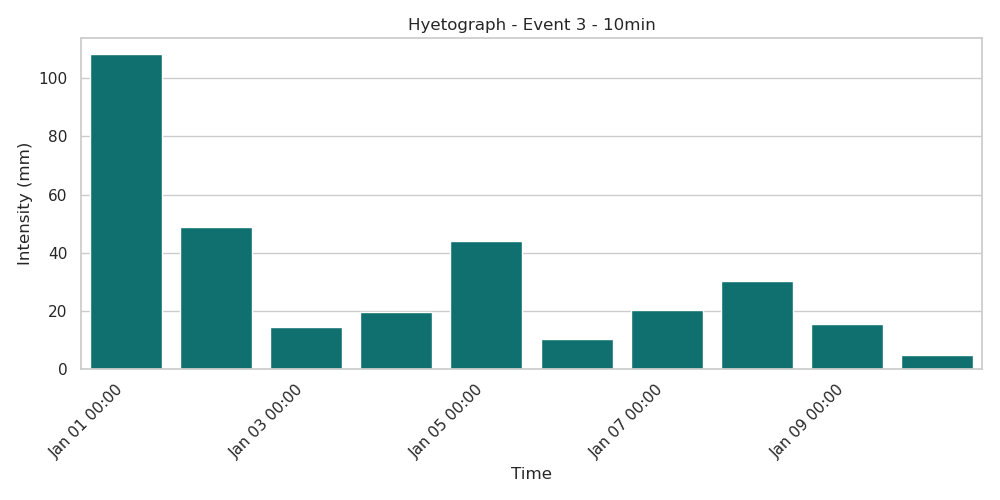 Hyetograph - Event 3 - 10min
Intensity (mm)
100
80
60
40
20
0
Jan 01 00:00
Jan 03 00:00
Jan 05 00:00
Jan 07 00:00
Jan 09 00:00
Time